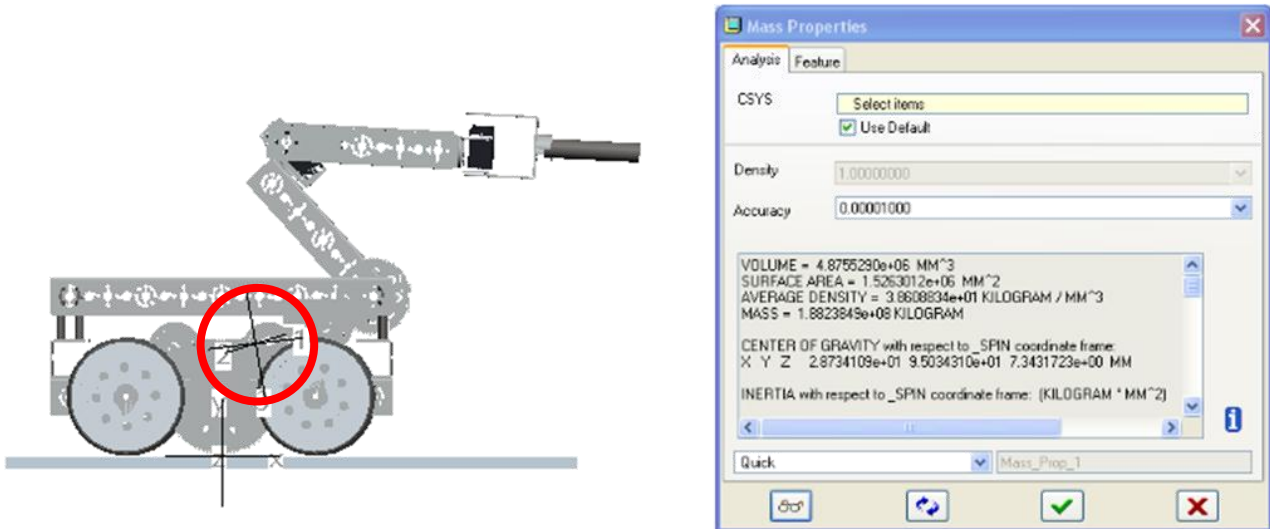 Mass Properties
Analysis Feature
CSYS
Select items
Use Default
Density
1.00000000
Accuracy
0.00001000
VOLUME = 4.8755290e+06 MM^3
SURFACE AREA = 1.5263012e+06 MM^2
AVERAGE DENSITY = 3.8608834e+01 KILOGRAM / MM^3
MASS = 1.8823849e+08 KILOGRAM
CENTER OF GRAVITY with respect to _SPIN coordinate frame:
X Y Z 2.8734109e+01 9.5034310e+01 7.3431723e+00 MM
INERTIA with respect to _SPIN coordinate frame: (KILOGRAM * MM^2)
Quick
Mass_Prop_1
1
2
Y
Z
X